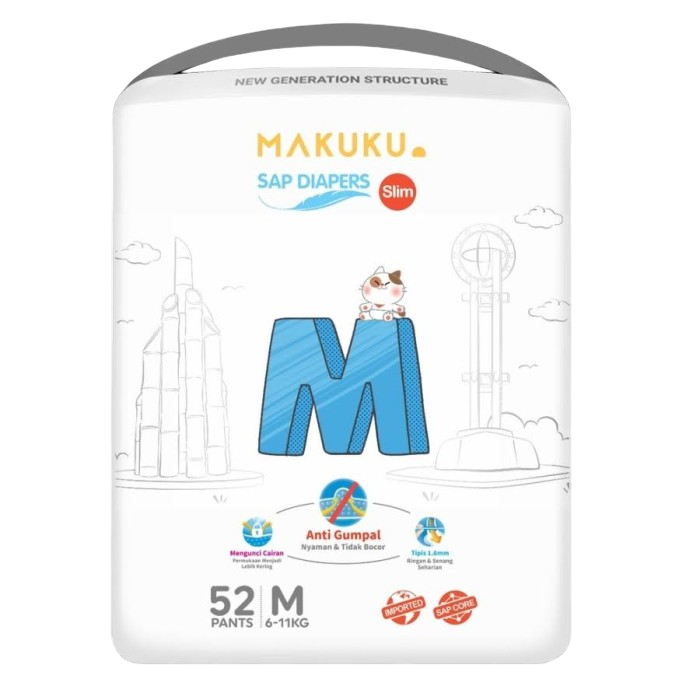 NEW GENERATION STRUCTURE
MAKUKU.
SAP DIAPERS
Slim
M
Anti Gumpal
Nyaman & Tidak Bocor
Mengunci Cairan
Permukaan Menjadi
Lebih Kering
Tipis 1.6mm
Ringan & Senang
Seharian
52
PANTS
M
6-11KG
IMPORTED
SAP CORE